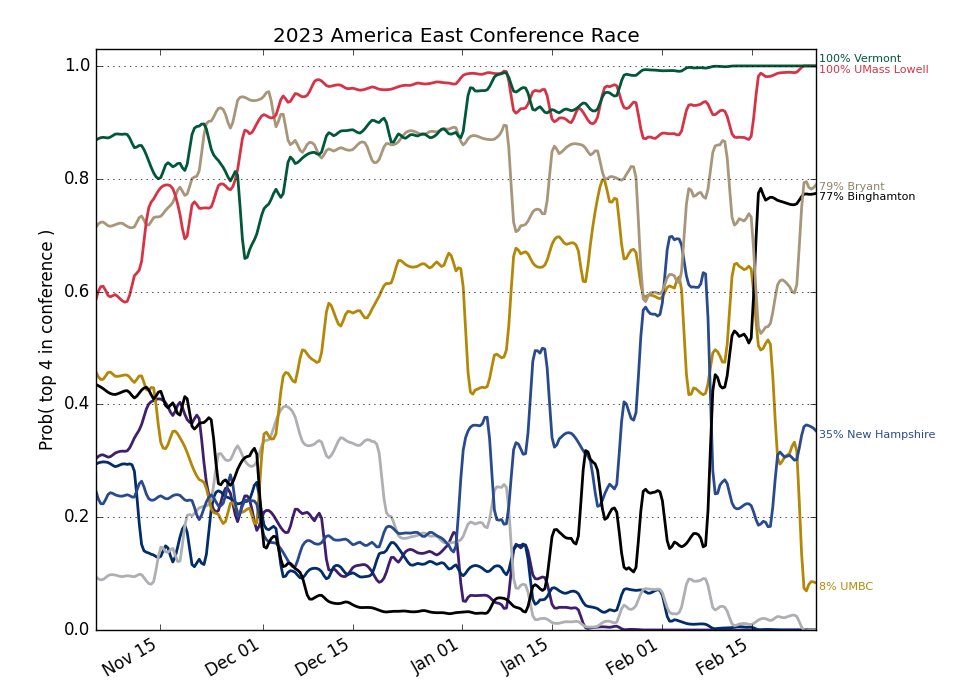 2023 America East Conference Race
Prob( top 4 in conference )
1.0
0.8
0.6
0.4
0.2
0.0
Nov 15
Dec 01
Dec 15
Jan 01
Jan 15
Feb 01
Feb 15
100% Vermont
100% UMass Lowell
79% Bryant
77% Binghamton
35% New Hampshire
8% UMBC